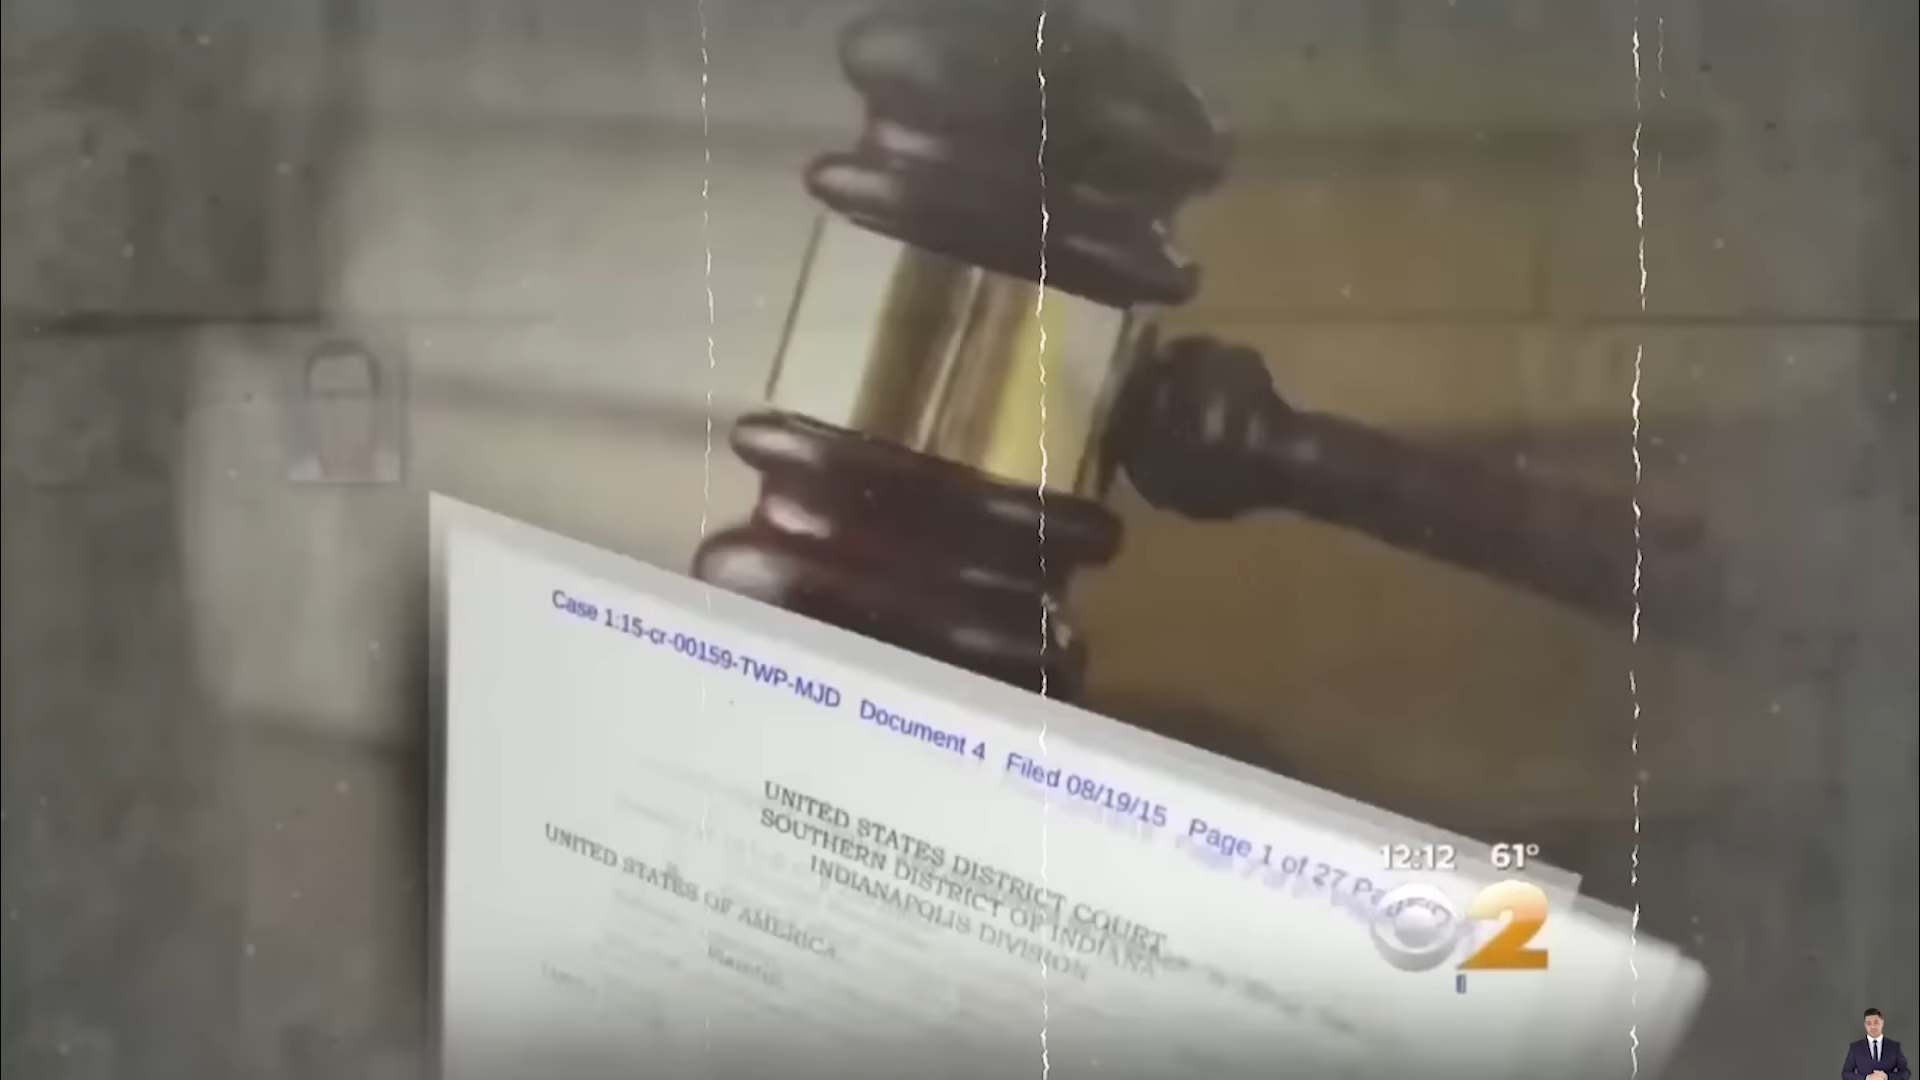 Case 1:15-cr-00159-TWP-MJD Document 4 Filed 08/19/15 Page 1 of 27
UNITED STATES DISTRICT COURT
SOUTHERN DISTRICT OF INDIANA
INDIANAPOLIS DIVISION
UNITED STATES OF AMERICA
12:12 61°
2